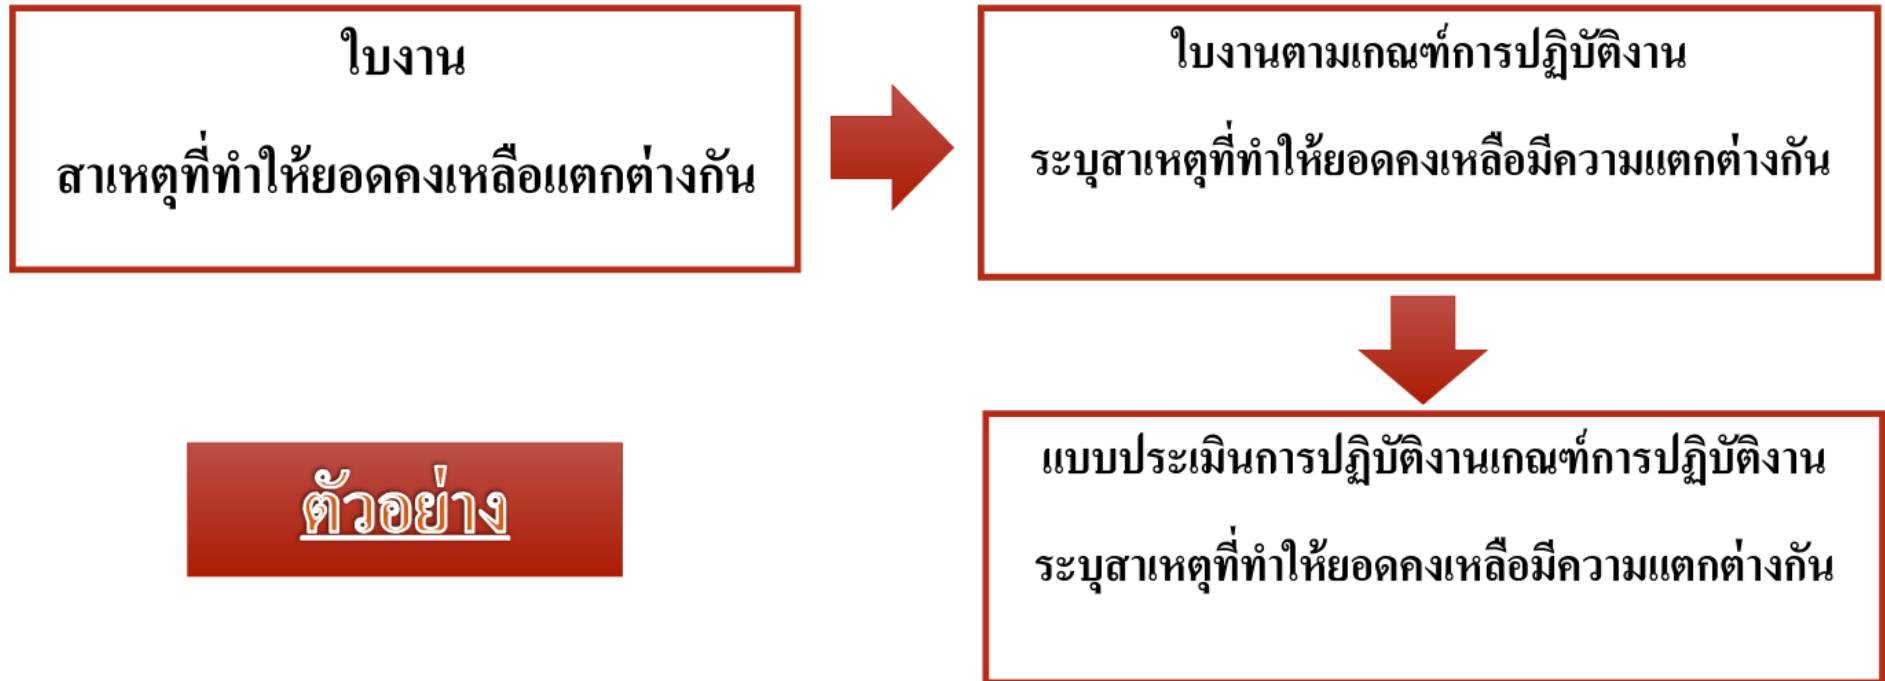 ใบงาน
สาเหตุที่ทำให้ยอดคงเหลือแตกต่างกัน
ใบงานตามเกณฑ์การปฏิบัติงาน
ระบุสาเหตุที่ทำให้ยอดคงเหลือมีความแตกต่างกัน
แบบประเมินการปฏิบัติงานเกณฑ์การปฏิบัติงาน
ระบุสาเหตุที่ทำให้ยอดคงเหลือมีความแตกต่างกัน
ตัวอย่าง